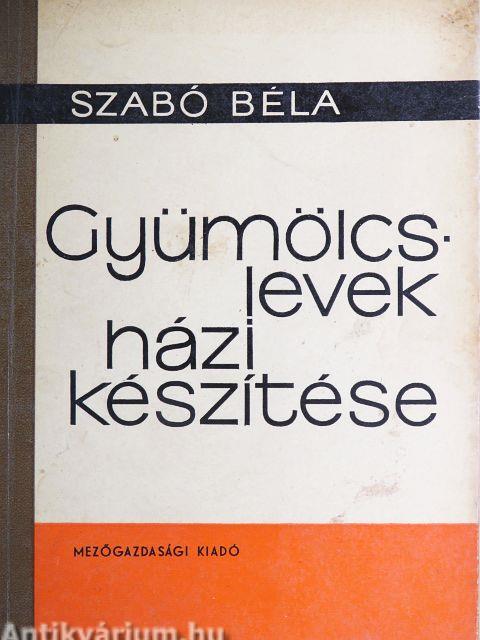 SZABÓ BÉLA
Gyümölcs-
levek
házi
készítése
MEZŐGAZDASÁGI KIADÓ
Antikvárium.hu